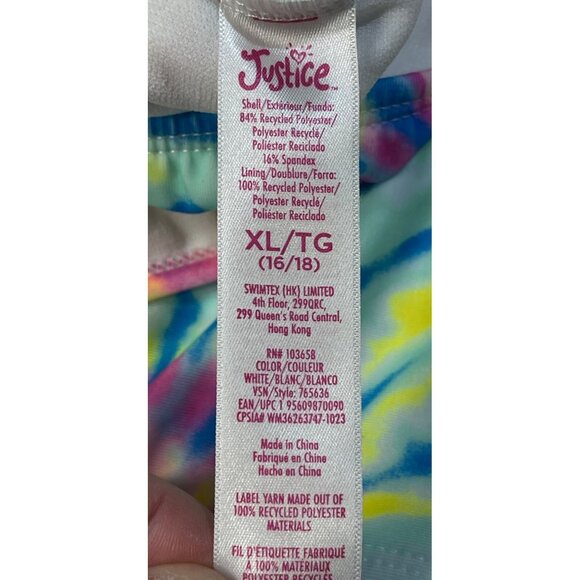 Justice™
Shell/Extérieur/Funda:
84% Recycled Polyester/
Polyester Recyclé/
Poliéster Reciclado
16% Spandex
Lining/Doublure/Forro:
100% Recycled Polyester/
Polyester Recyclé/
Poliéster Reciclado
XL/TG
(16/18)
SWIMTEX (HK) LIMITED
4th Floor, 299QRC,
299 Queen's Road Central,
Hong Kong
RN# 103658
COLOR/COULEUR
WHITE/BLANC/BLANCO
VSN/Style: 765636
EAN/UPC 1 95609870090
CPSIA# WM36263747-1023
Made in China
Fabriqué en Chine
Hecho en China
LABEL YARN MADE OUT OF
100% RECYCLED POLYESTER
MATERIALS
FIL D'ETIQUETTE FABRIQUÉ
À 100% MATÉRIAUX
POLYESTER RECYCLÉS